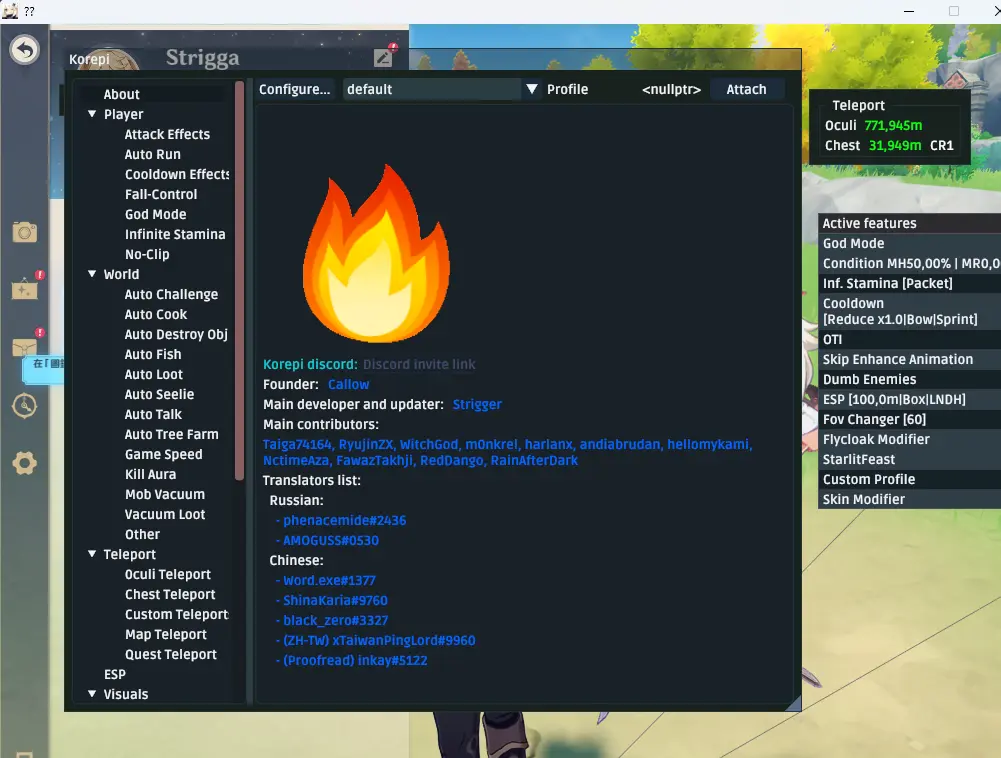 ??
Strigga
Korepi
About
Player
Attack Effects
Auto Run
Cooldown Effects
Fall-Control
God Mode
Infinite Stamina
No-Clip
World
Auto Challenge
Auto Cook
Auto Destroy Obj
Auto Fish
Auto Loot
Auto Seelie
Auto Talk
Auto Tree Farm
Game Speed
Kill Aura
Mob Vacuum
Vacuum Loot
Other
Teleport
Oculi Teleport
Chest Teleport
Custom Teleport
Map Teleport
Quest Teleport
ESP
Visuals
Configure... default Profile <nullptr> Attach
Korepi discord: Discord invite link
Founder: Callow
Main developer and updater: Strigger
Main contributors:
Taiga74164, RyujinZX, WitchGod, m0nkrel, harlanx, andiabrudan, hellomykami,
NctimeAza, FawazTakhji, RedDango, RainAfterDark
Translators list:
Russian:
- phenacemide#2436
- AMOGUSS#0530
Chinese:
- Word.exe#1377
- ShinaKaria#9760
- black_zero#3327
- (ZH-TW) xTaiwanPingLord#9960
- (Proofread) inkay#5122
Teleport
Oculi 771,945m
Chest 31,949m CR1
Active features
God Mode
Condition MH50,00% | MR0,0
Inf. Stamina [Packet]
Cooldown
[Reduce x1.0|Bow|Sprint]
OTI
Skip Enhance Animation
Dumb Enemies
ESP [100,0m|Box|LNDH]
Fov Changer [60]
Flycloak Modifier
StarlitFeast
Custom Profile
Skin Modifier